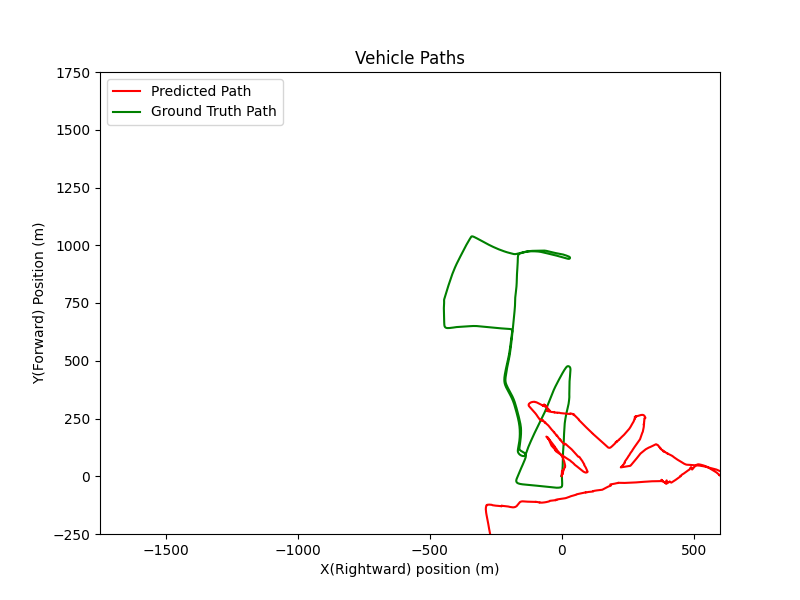 Vehicle Paths
Predicted Path
Ground Truth Path
Y(Forward) Position (m)
1750
1500
1250
1000
750
500
250
0
−250
−1500
−1000
−500
0
500
X(Rightward) position (m)